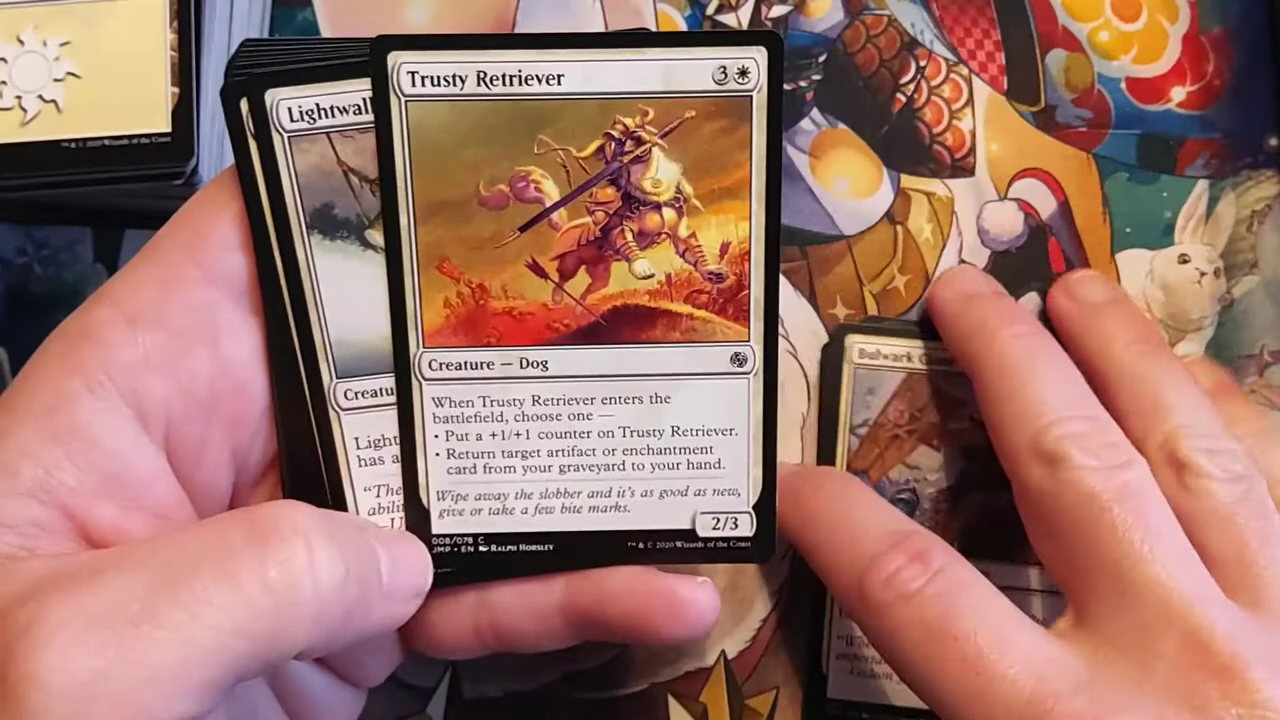 ™ & © 2020 Wizards of the Coast
Lightwall
Creatu
Light
has a
"The
abili
—U
Trusty Retriever
3
Creature — Dog
When Trusty Retriever enters the
battlefield, choose one —
• Put a +1/+1 counter on Trusty Retriever.
• Return target artifact or enchantment
card from your graveyard to your hand.
Wipe away the slobber and it's as good as new,
give or take a few bite marks.
2/3
008/078 C
JMP • EN RALPH HORSLEY
™ & © 2020 Wizards of the Coast
Bulwark G